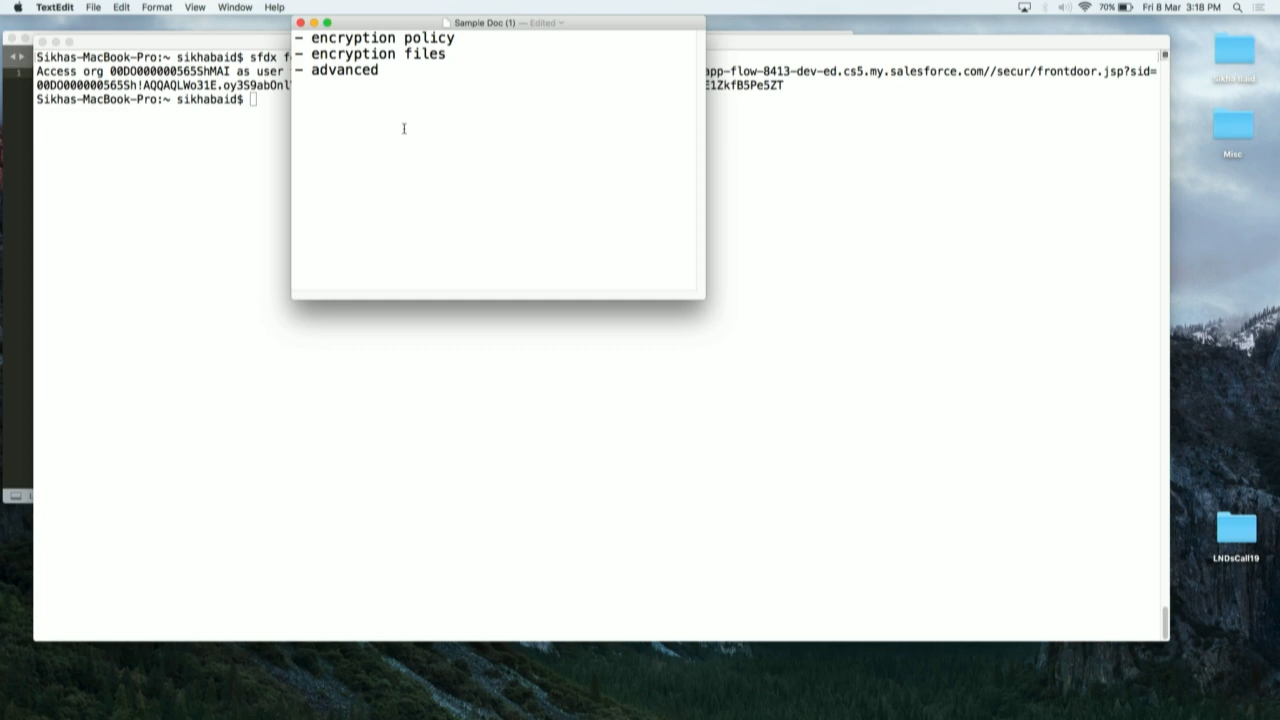 TextEdit File Edit Format View Window Help 70% Fri 8 Mar 3:18 PM
Sample Doc (1) — Edited
- encryption policy
- encryption files
- advanced
Sikhas-MacBook-Pro:~ sikhabaid$ sfdx f
Access org 00DO000000565ShMAI as user app-flow-8413-dev-ed.cs5.my.salesforce.com//secur/frontdoor.jsp?sid=
Sikhas-MacBook-Pro:~ sikhabaid$
1
Misc
LNDsCall19